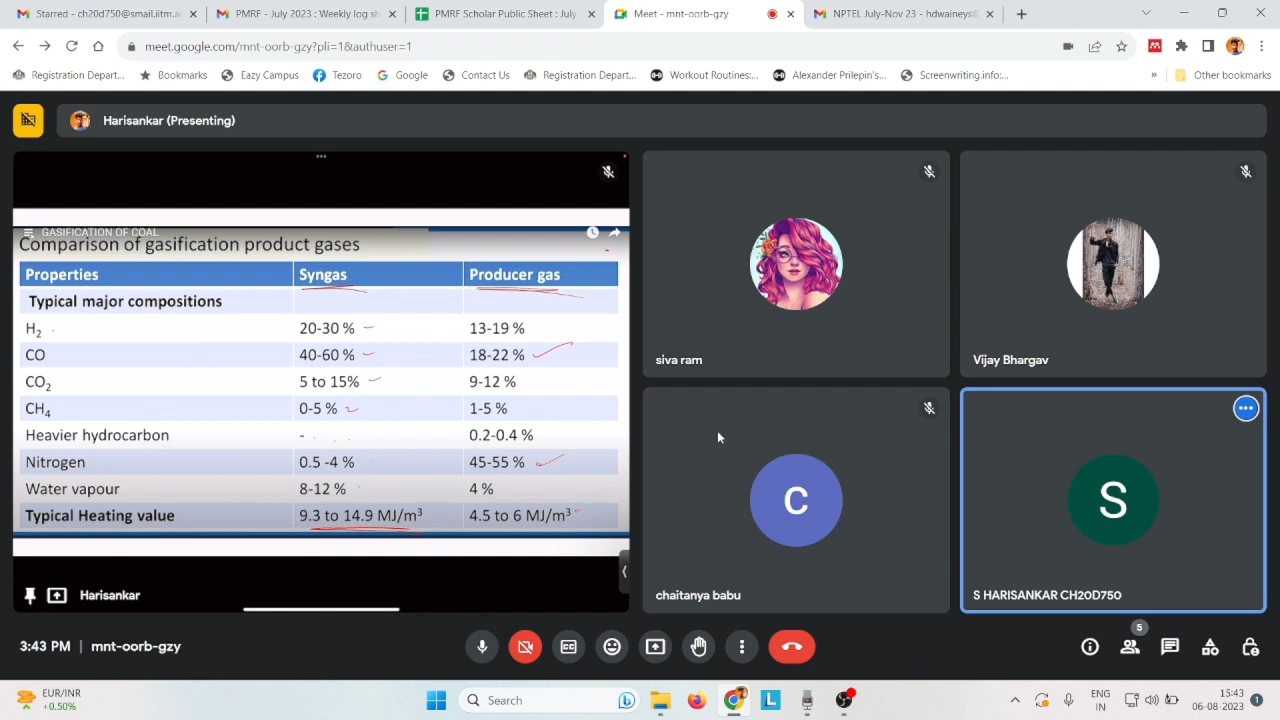 Starred - ch20d750@smail.iitm.a
PMRF - July 2023 : Weekly log sh
PMRF Scholar Public Sheet : July
Meet - mnt-oorb-gzy
NPTEL July-Nov 23 - hdwaineys@
meet.google.com/mnt-oorb-gzy?pli=1&authuser=1
Registration Depart...
Bookmarks
Eazy Campus
Tezoro
Google
Contact Us
Registration Depart...
Workout Routines:...
Alexander Prilepin's...
Screenwriting.info:...
»
Other bookmarks
Harisankar (Presenting)
GASIFICATION OF COAL
Comparison of gasification product gases
Properties Syngas Producer gas
Typical major compositions
H2 20-30 % 13-19 %
CO 40-60 % 18-22 %
CO2 5 to 15% 9-12 %
CH4 0-5 % 1-5 %
Heavier hydrocarbon - 0.2-0.4 %
Nitrogen 0.5 -4 % 45-55 %
Water vapour 8-12 % 4 %
Typical Heating value 9.3 to 14.9 MJ/m3 4.5 to 6 MJ/m3
Harisankar
siva ram
Vijay Bhargav
c
chaitanya babu
S
S HARISANKAR CH20D750
3:43 PM | mnt-oorb-gzy
5
EUR/INR
+0.50%
Search
L
ENG
IN
15:43
06-08-2023
1